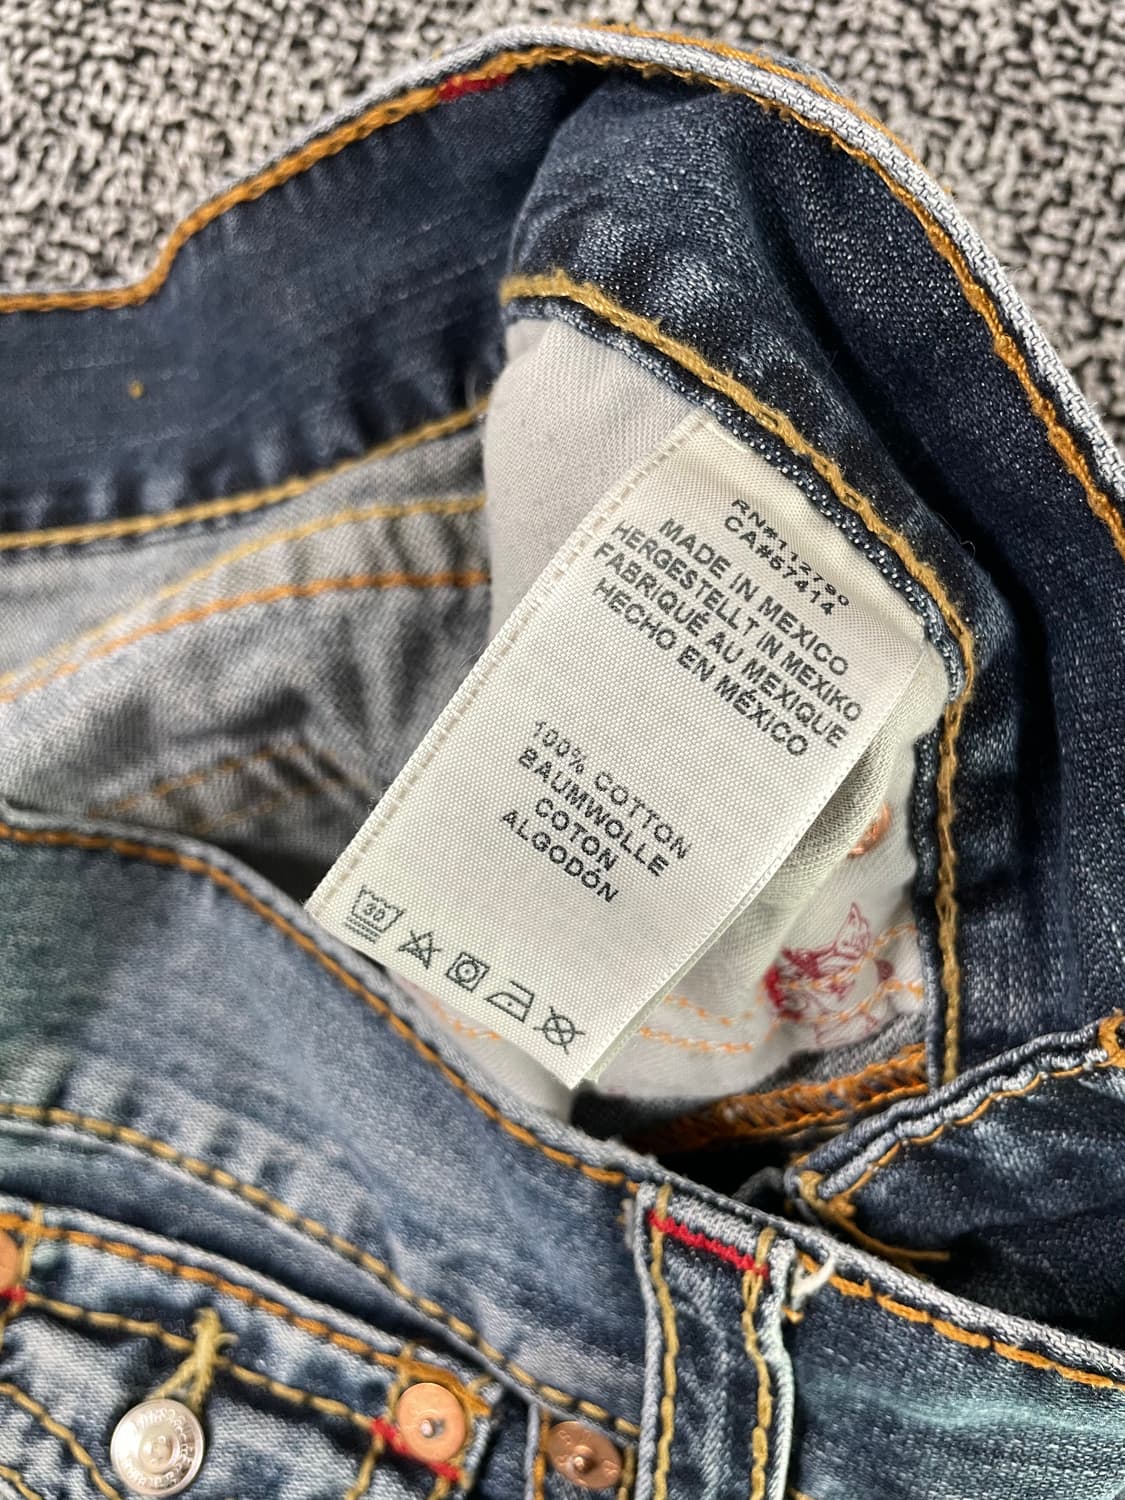 RN#112790
CA#57414
MADE IN MEXICO
HERGESTELLT IN MEXIKO
FABRIQUÉ AU MEXIQUE
HECHO EN MÉXICO
100% COTTON
BAUMWOLLE
COTON
ALGODÓN
30